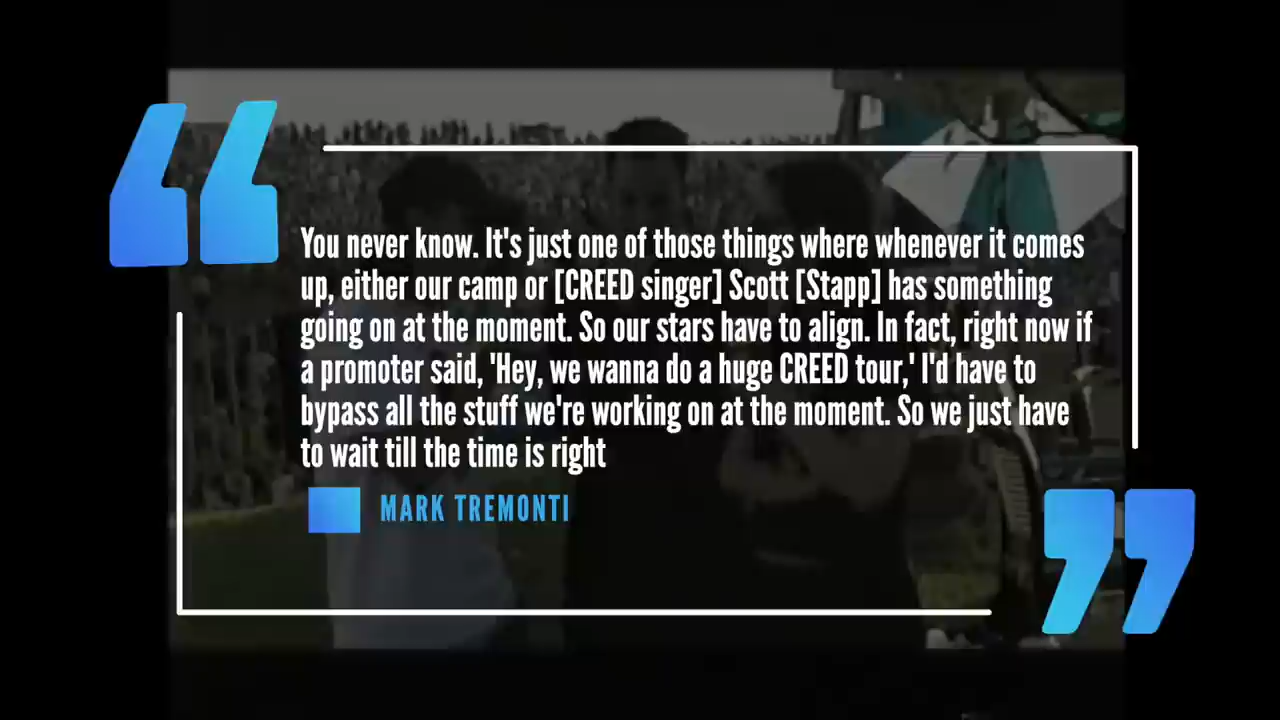 You never know. It's just one of those things where whenever it comes
up, either our camp or [CREED singer] Scott [Stapp] has something
going on at the moment. So our stars have to align. In fact, right now if
a promoter said, 'Hey, we wanna do a huge CREED tour,' I'd have to
bypass all the stuff we're working on at the moment. So we just have
to wait till the time is right
MARK TREMONTI